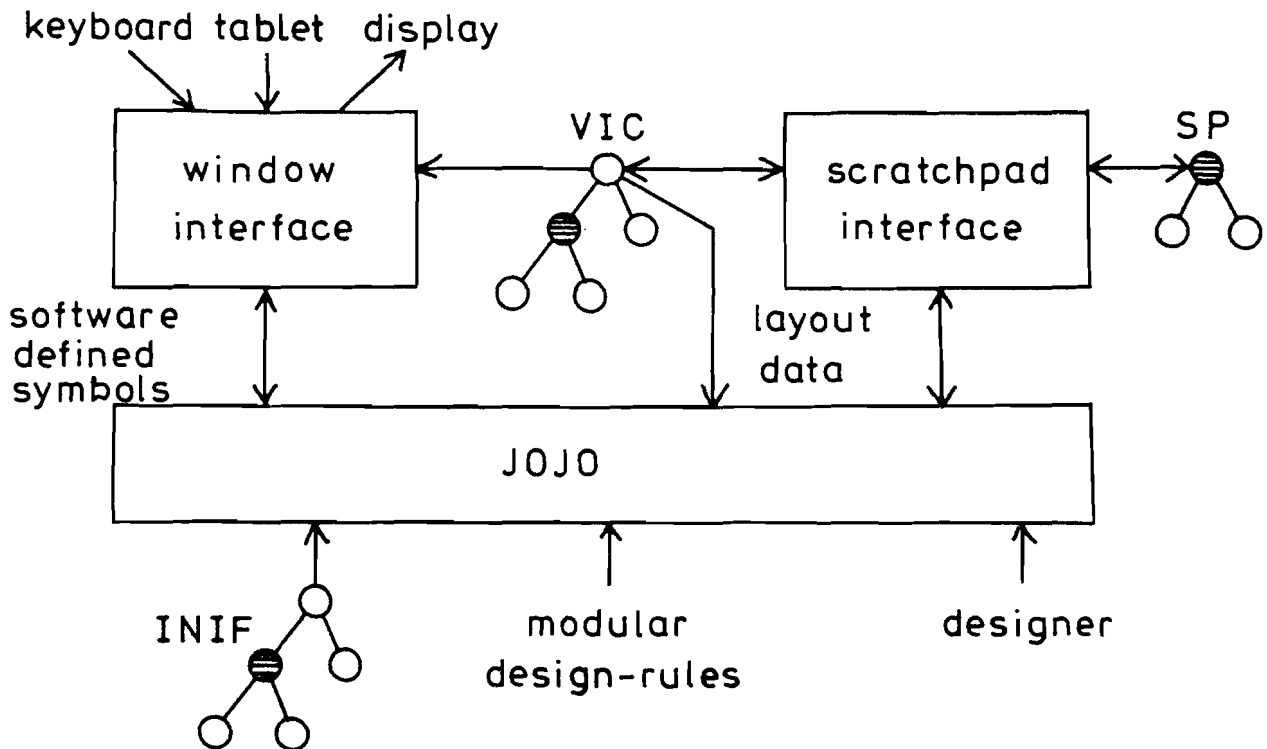 keyboard tablet display
VIC
SP
window
interface
scratchpad
interface
software
defined
symbols
layout
data
JOJO
INIF
modular
design-rules
designer